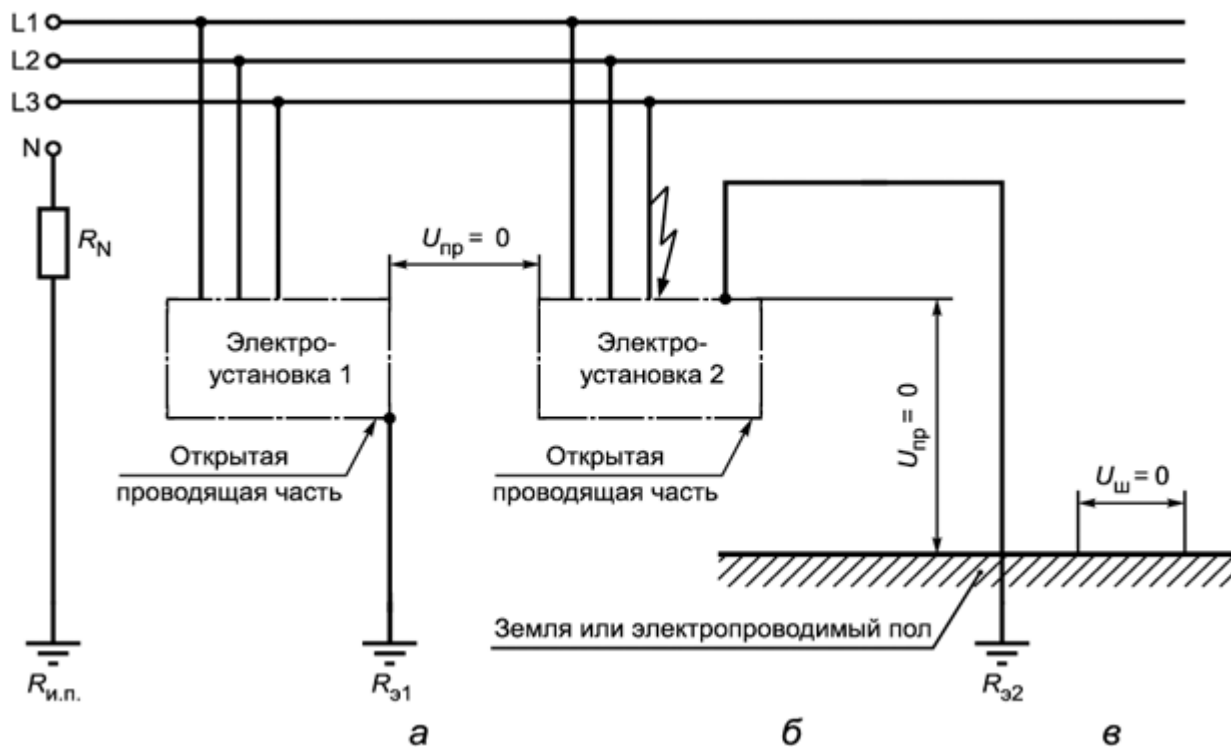 L1
L2
L3
N
R_N
U_пр = 0
Электро-
установка 1
Электро-
установка 2
Открытая
проводящая часть
Открытая
проводящая часть
U_пр = 0
U_ш = 0
Земля или электропроводимый пол
R_и.п.
R_э1
R_э2
а
б
в